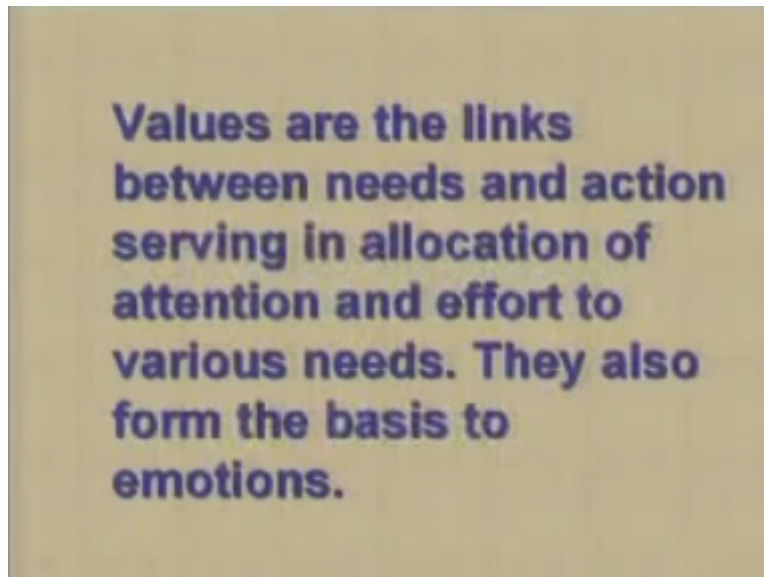 Values are the links
between needs and action
serving in allocation of
attention and effort to
various needs. They also
form the basis to
emotions.